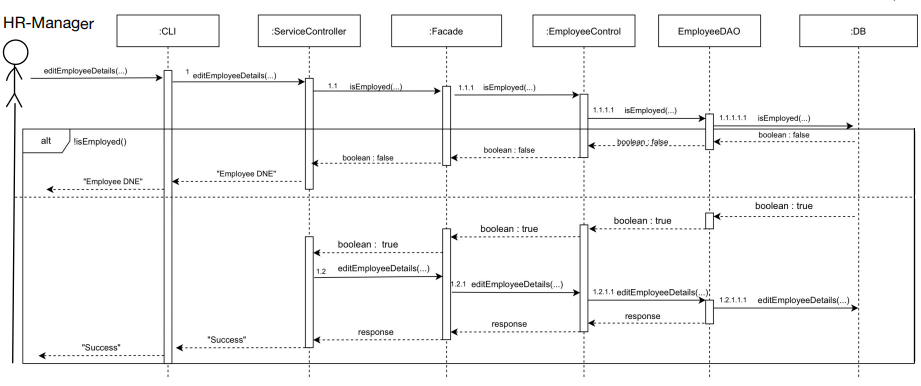 HR-Manager
:CLI
:ServiceController
:Facade
:EmployeeControl
EmployeeDAO
:DB
editEmployeeDetails(...)
1 editEmployeeDetails(...)
1.1 isEmployed(...)
1.1.1 isEmployed(...)
1.1.1.1 isEmployed(...)
1.1.1.1.1 isEmployed(...)
alt
!isEmployed()
boolean : false
boolean : false
boolean : false
boolean : false
"Employee DNE"
"Employee DNE"
boolean : true
boolean : true
boolean : true
boolean : true
1.2 editEmployeeDetails(...)
1.2.1 editEmployeeDetails(...)
1.2.1.1 editEmployeeDetails(...)
1.2.1.1.1 editEmployeeDetails(...)
response
response
response
"Success"
"Success"